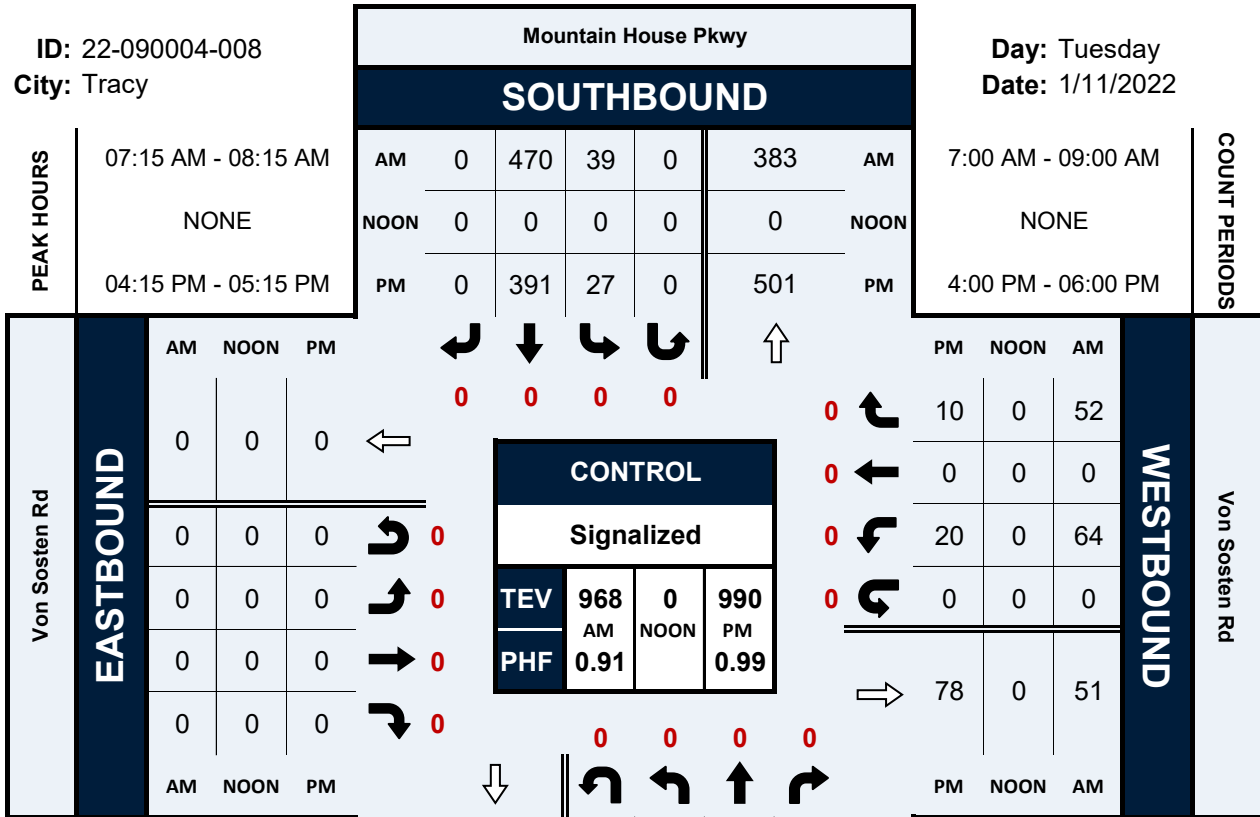 Mountain House Pkwy
ID: 22-090004-008
Day: Tuesday
City: Tracy
SOUTHBOUND
Date: 1/11/2022
PEAK HOURS
07:15 AM - 08:15 AM
AM 0 470 39 0 383 AM
7:00 AM - 09:00 AM
COUNT PERIODS
NONE
NOON 0 0 0 0 0 NOON
NONE
04:15 PM - 05:15 PM
PM 0 391 27 0 501 PM
4:00 PM - 06:00 PM
Von Sosten Rd
EASTBOUND
AM NOON PM
PM NOON AM
WESTBOUND
Von Sosten Rd
0 0 0 0
0 10 0 52
0 0 0
CONTROL
0 0 0 0
0 0 0 0
Signalized
0 20 0 64
0 0 0 0
TEV 968 0 990
0 0 0 0
AM NOON PM
0 0 0 0
PHF 0.91 0.99
78 0 51
0 0 0 0
0 0 0 0
AM NOON PM
PM NOON AM